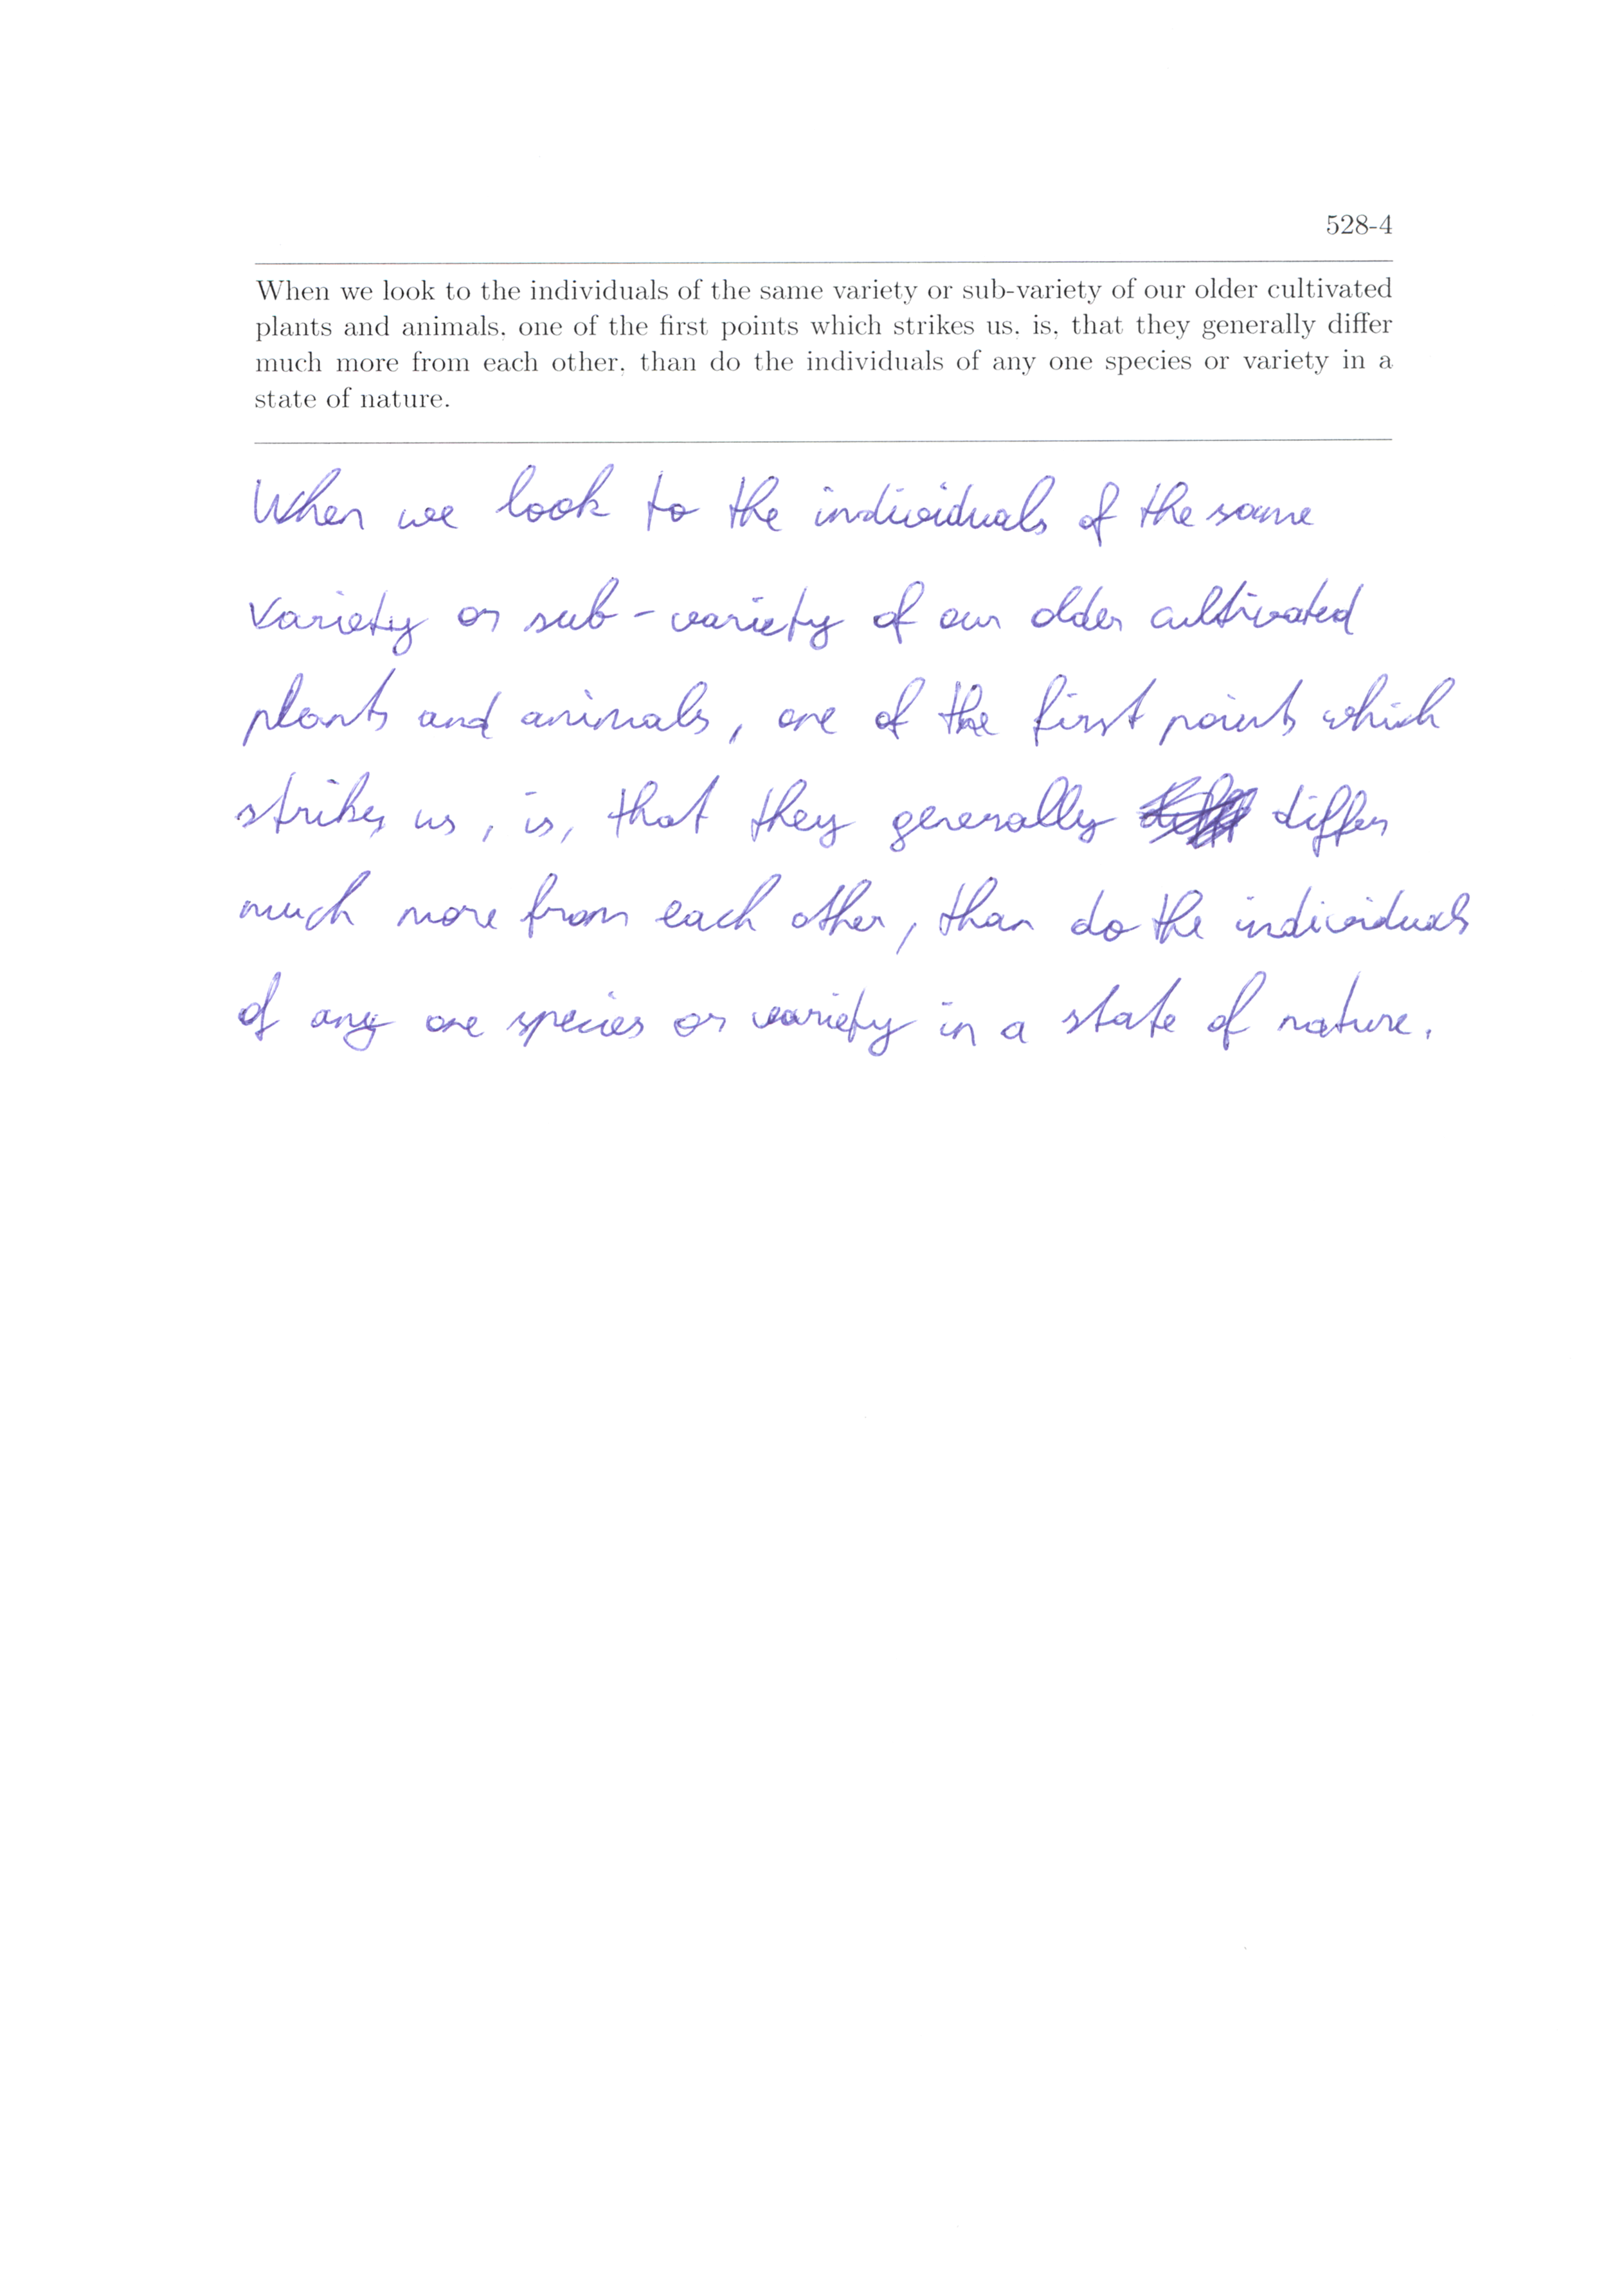 528-4
When we look to the individuals of the same variety or sub-variety of our older cultivated
plants and animals, one of the first points which strikes us, is, that they generally differ
much more from each other, than do the individuals of any one species or variety in a
state of nature.
When we look to the individuals of the same
variety or sub-variety of our older cultivated
plants and animals, one of the first points which
strikes us, is, that they generally differ
much more from each other, than do the individuals
of any one species or variety in a state of nature.